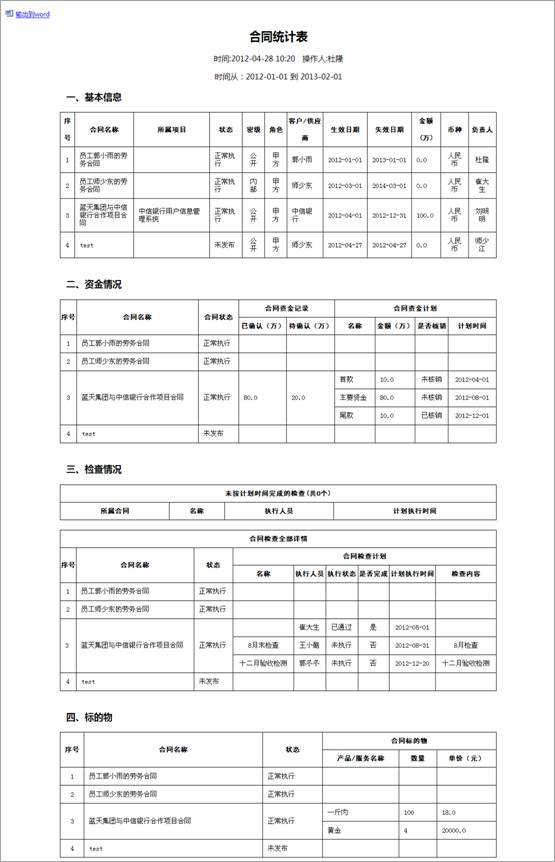 输出到word
合同统计表
时间:2012-04-28 10:20 操作人:杜隆
时间从：2012-01-01 到 2013-02-01
一、基本信息
序号 合同名称 所属项目 状态 密级 角色 客户/供应商 生效日期 失效日期 金额(万) 币种 负责人
1 员工郭小雨的劳务合同 正常执行 公开 甲方 郭小雨 2012-01-01 2013-01-01 0.0 人民币 杜隆
2 员工师少东的劳务合同 正常执行 内部 甲方 师少东 2012-03-01 2014-03-01 0.0 人民币 崔大生
3 蓝天集团与中信银行合作项目合同 中信银行用户信息管理系统 正常执行 公开 甲方 中信银行 2012-04-01 2012-12-31 100.0 人民币 刘明明
4 test 未发布 公开 甲方 师少东 2012-04-27 2012-04-27 0.0 人民币 师少江
二、资金情况
序号 合同名称 合同状态 合同资金记录 合同资金计划
已确认（万） 待确认（万） 名称 金额（万） 是否核销 计划时间
1 员工郭小雨的劳务合同 正常执行
2 员工师少东的劳务合同 正常执行
3 蓝天集团与中信银行合作项目合同 正常执行 80.0 20.0 首款 10.0 未核销 2012-04-01
主要资金 80.0 未核销 2012-08-01
尾款 10.0 已核销 2012-12-01
4 test 未发布
三、检查情况
未按计划时间完成的检查(共0个)
所属合同 名称 执行人员 计划执行时间
合同检查全部详情
序号 合同名称 状态 合同检查计划
名称 执行人员 执行状态 是否完成 计划执行时间 检查内容
1 员工郭小雨的劳务合同 正常执行
2 员工师少东的劳务合同 正常执行
3 蓝天集团与中信银行合作项目合同 正常执行 崔大生 已通过 是 2012-05-01
8月末检查 王小勤 未执行 否 2012-08-31 8月检查
十二月验收检测 郭冬冬 未执行 否 2012-12-20 十二月检查
4 test 未发布
四、标的物
序号 合同名称 状态 合同标的物
产品/服务名称 数量 单价（元）
1 员工郭小雨的劳务合同 正常执行
2 员工师少东的劳务合同 正常执行
3 蓝天集团与中信银行合作项目合同 正常执行 一斤肉 100 18.0
黄金 4 20000.0
4 test 未发布